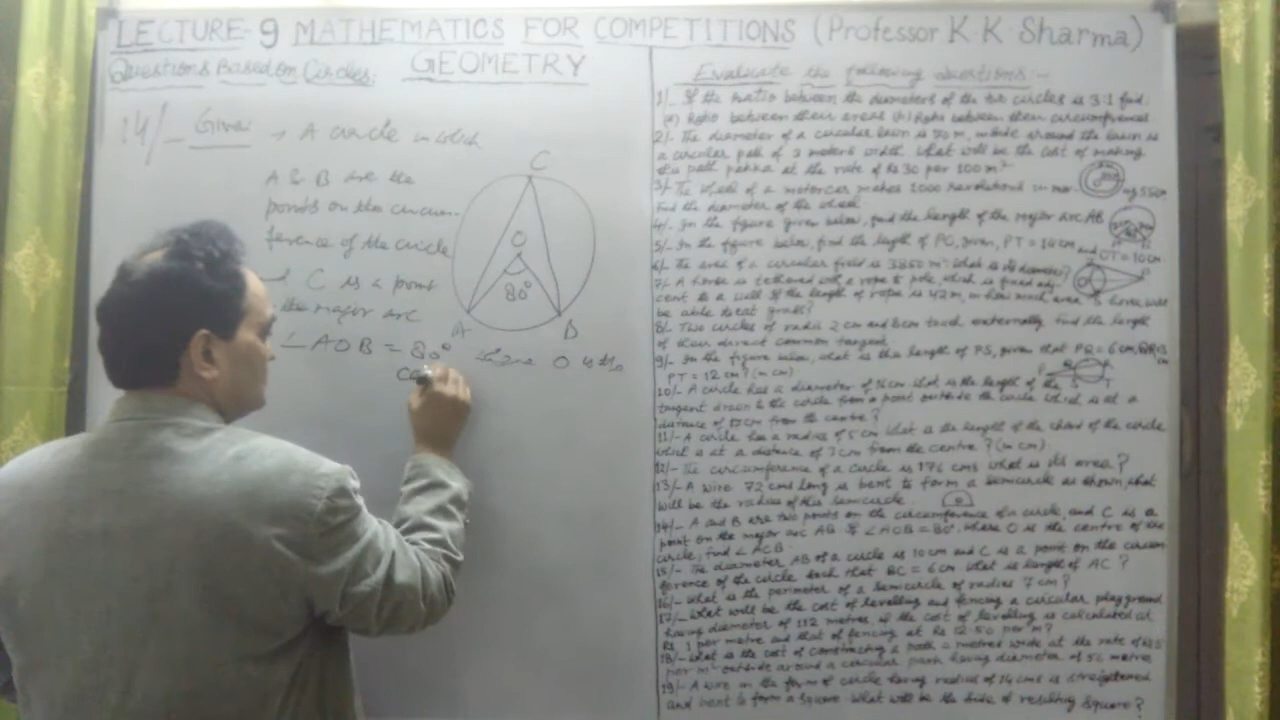 LECTURE-9 MATHEMATICS FOR COMPETITIONS (Professor K.K. Sharma)
Questions Based on Circles: GEOMETRY
14/- Given → A circle in which
A & B are the
points on the circum-
ference of the circle
C is a point
the major arc
∠AOB = 80° where O is the
C
O
80°
A B
Evaluate the following questions:-
1/- If the ratio between the diameters of the two circles is 3:1 find.
(a) Ratio between their areas (b) Ratio between their circumferences
2/- The diameter of a circular lawn is 70 m, inside around the lawn is
a circular path of 3 meters width. What will be the cost of making
this path pakka at the rate of Rs 30 per 100 m²
3/- The wheel of a motorcar makes 1000 revolutions in
Find the diameter of the wheel
4/- In the figure given below, find the length of the major arc AB
5/- In the figure below, find the length of PC, given, PT = 14 cm and OT = 10 cm
6/- The area of a circular field is 3850 m² What is its diameter?
7/- A horse is tethered with a rope to pole, which is fixed adj-
cent to a wall If the length of rope is 42 m, in how much area horse will
be able to eat grass?
8/- Two circles of radii 2 cm and 8 cm touch externally find the length
of their direct common tangent
9/- In the figure below, what is the length of PS, given that PQ = 6 cm,
PT = 12 cm? (in cm)
10/- A circle has a diameter of 16 cm what is the length of the
tangent drawn to the circle from a point outside the circle which is at a
distance of cm from the centre?
11/- A circle has a radius of 5 cm What is the length of the chord of the circle
which is at a distance of 3 cm from the centre? (in cm)
12/- The circumference of a circle is 176 cms what is its area?
13/- A wire 72 cms long is bent to form a semicircle as shown, what
will be the radius of this semicircle.
14/- A and B are two points on the circumference of a circle and C is a
point on the major arc AB If ∠AOB = 80°, where O is the centre of the
circle, find ∠ACB.
15/- The diameter AB of a circle is 10 cm and C is a point on the circum
ference of the circle such that BC = 6 cm what is length of AC?
16/- What is the perimeter of a semicircle of radius 7 cm?
17/- What will be the cost of levelling and fencing a circular playground
having diameter of 112 metres, if the cost of levelling is calculated at
Rs 1 per metre and that of fencing at Rs 12.50 per m?
18/- What is the cost of constructing a path metres wide at the rate of Rs 5
per m² outside around a circular park having diameter of 50 metre
19/- A wire in the form of circle having radius of 14 cms is straightened
and bent to form a square. What will be the side of resulting square?